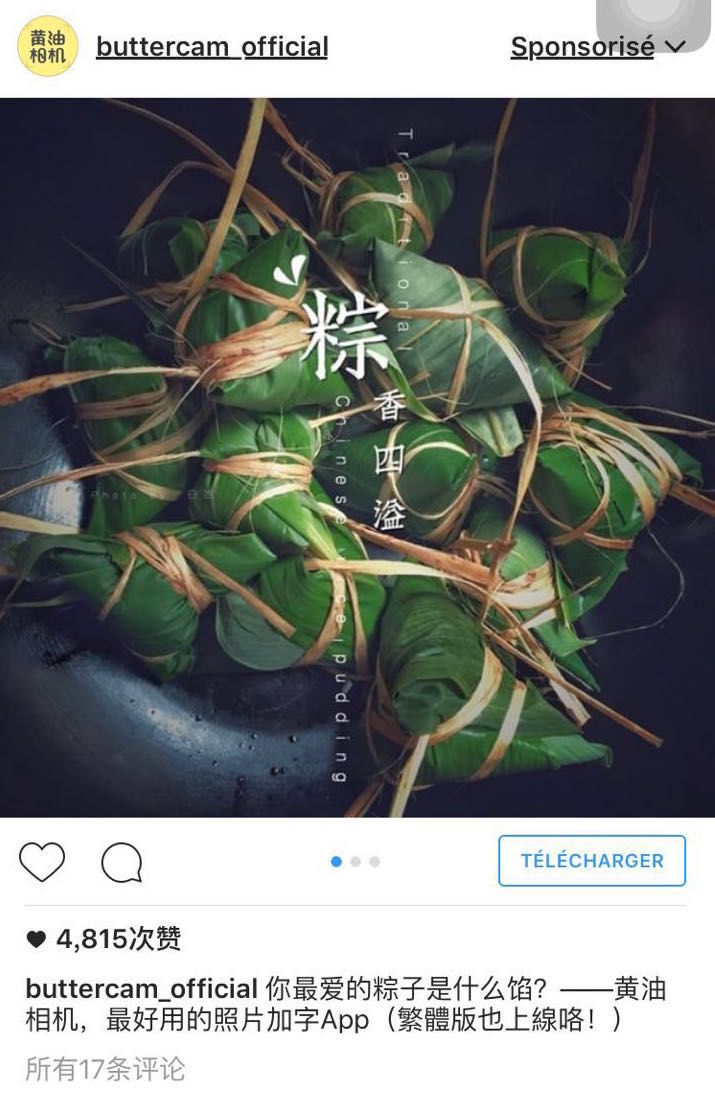 黄油
相机
buttercam_official
Sponsorisé
Traditional
粽
香四溢
Chinese riceipudding
Photo by
TÉLÉCHARGER
4,815次赞
buttercam_official 你最爱的粽子是什么馅？——黄油
相机，最好用的照片加字App（繁體版也上線咯！）
所有17条评论